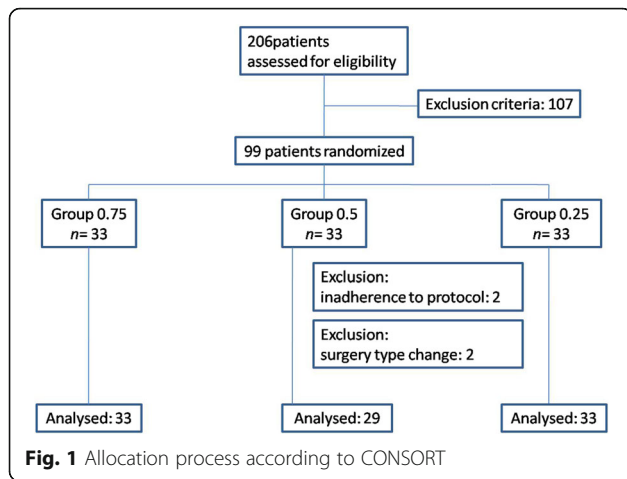 206patients
assessed for eligibility
Exclusion criteria: 107
99 patients randomized
Group 0.75
n= 33
Group 0.5
n= 33
Group 0.25
n= 33
Exclusion:
inadherence to protocol: 2
Exclusion:
surgery type change: 2
Analysed: 33
Analysed: 29
Analysed: 33
Fig. 1 Allocation process according to CONSORT